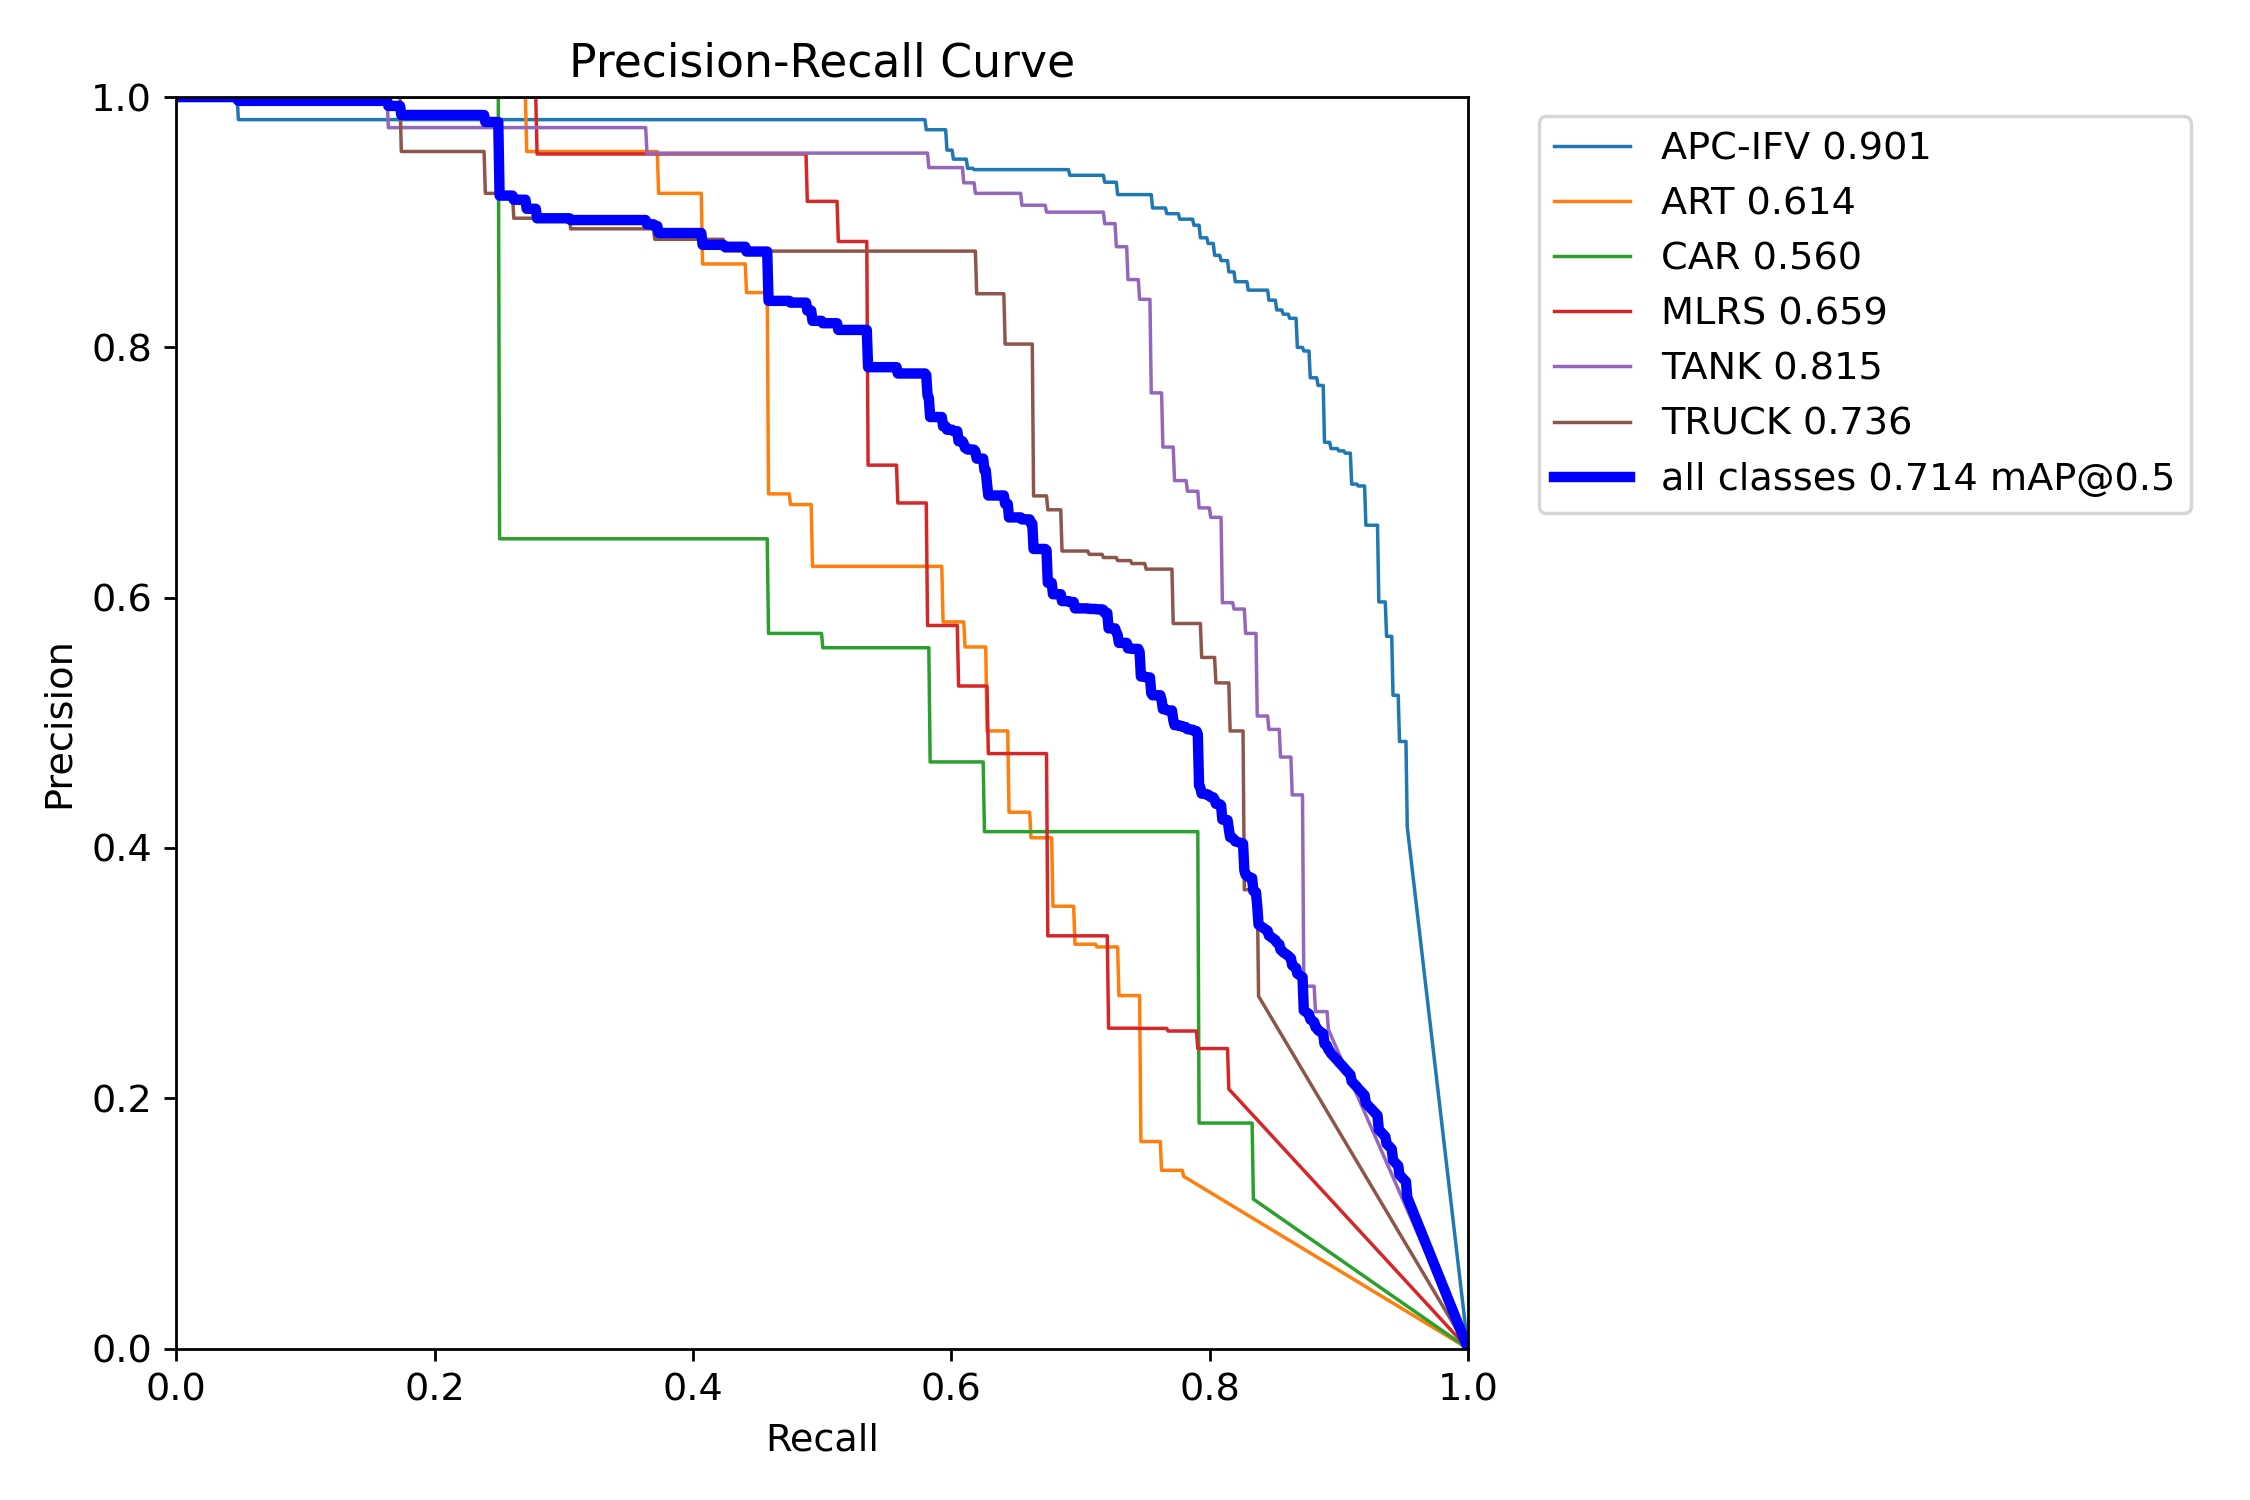 Precision-Recall Curve
1.0
0.8
0.6
0.4
0.2
0.0
Precision
0.0 0.2 0.4 0.6 0.8 1.0
Recall
APC-IFV 0.901
ART 0.614
CAR 0.560
MLRS 0.659
TANK 0.815
TRUCK 0.736
all classes 0.714 mAP@0.5